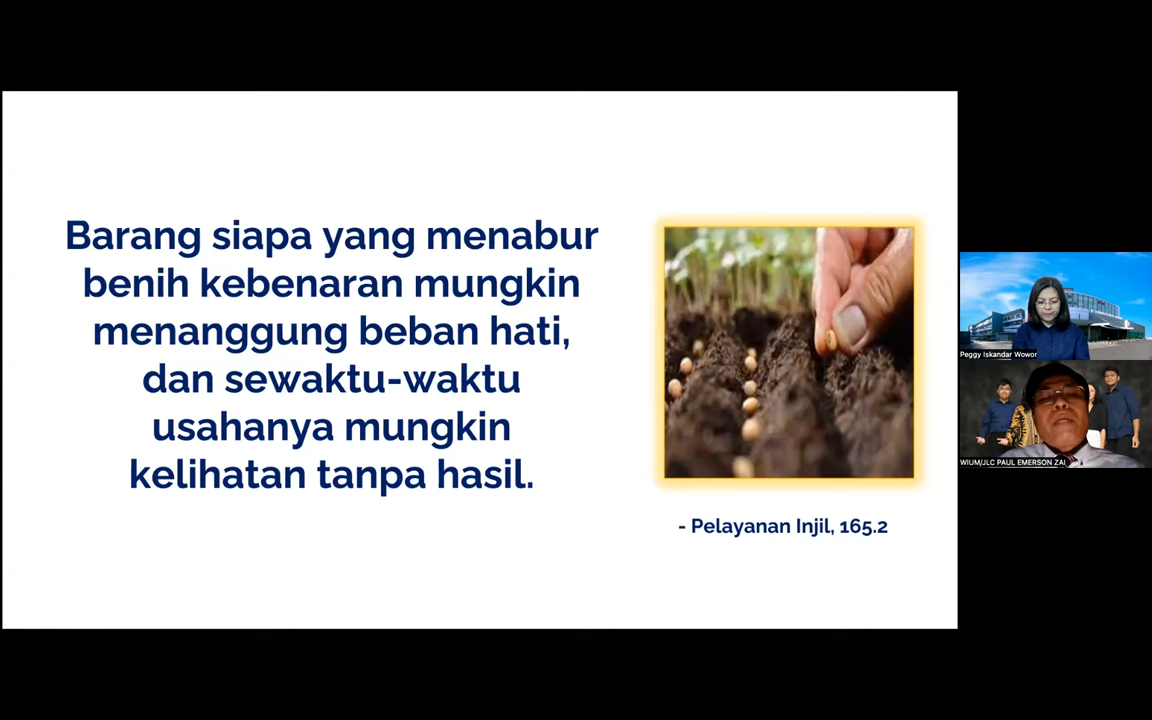 Barang siapa yang menabur
benih kebenaran mungkin
menanggung beban hati,
dan sewaktu-waktu
usahanya mungkin
kelihatan tanpa hasil.
- Pelayanan Injil, 165.2
Peggy Iskandar Wowor
WIUM/JLC PAUL EMERSON ZAI